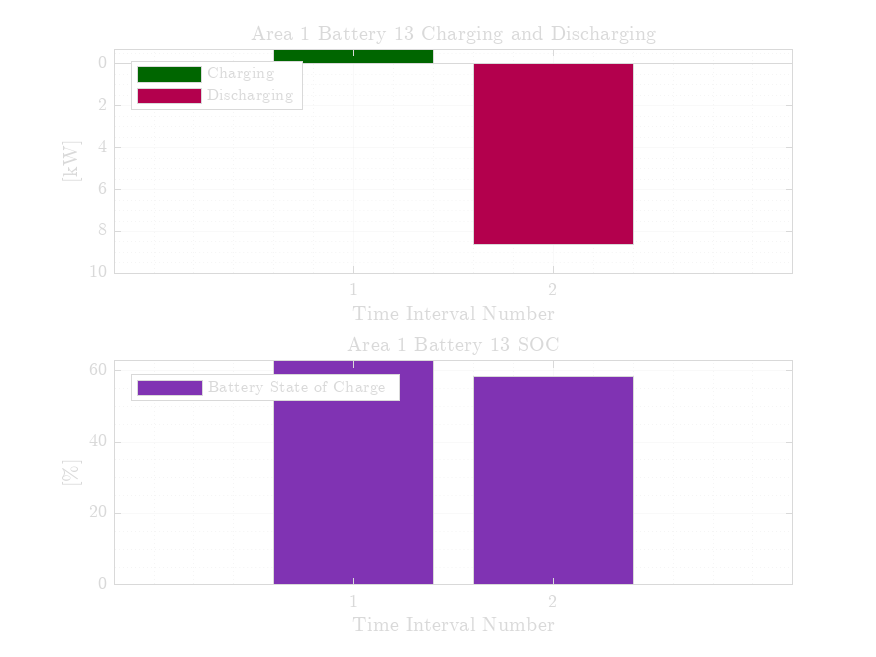 Area 1 Battery 13 Charging and Discharging
0
Charging
Discharging
2
4
6
8
10
[kW]
1
2
Time Interval Number
Area 1 Battery 13 SOC
60
Battery State of Charge
40
20
0
[%]
1
2
Time Interval Number